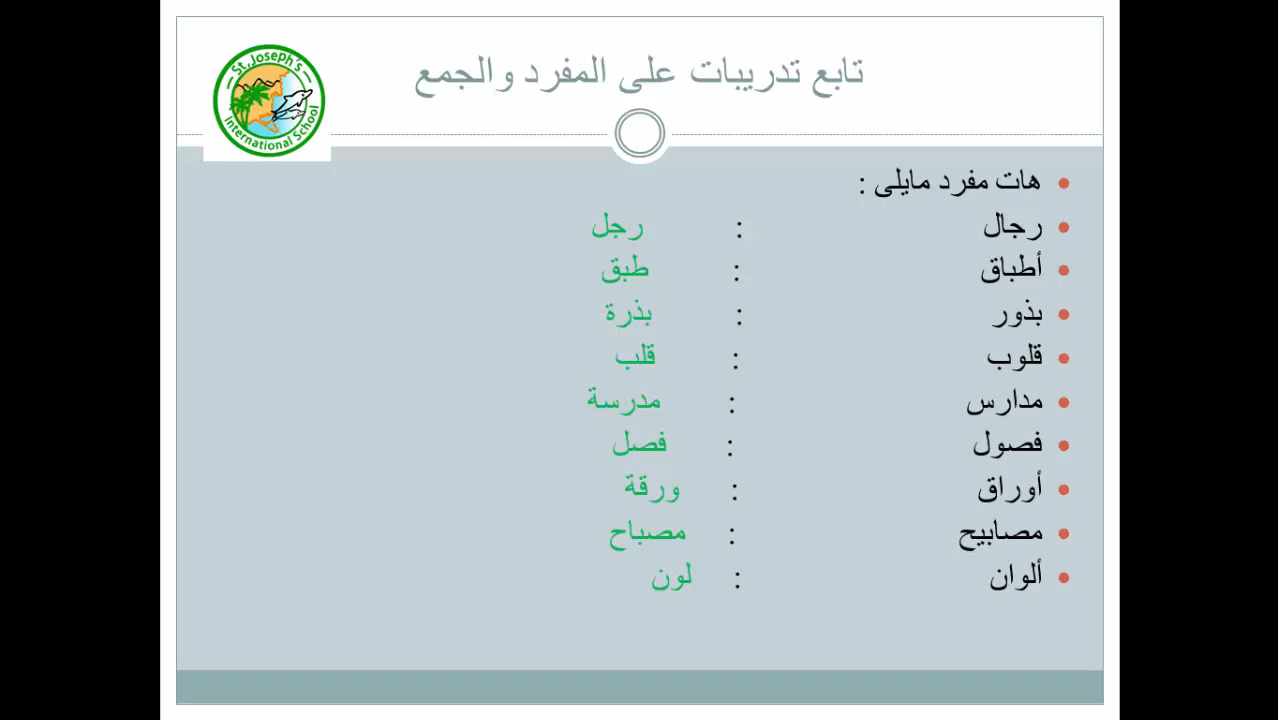 تابع تدريبات على المفرد والجمع
St.Joseph's
International School
هات مفرد مايلى :
رجال : رجل
أطباق : طبق
بذور : بذرة
قلوب : قلب
مدارس : مدرسة
فصول : فصل
أوراق : ورقة
مصابيح : مصباح
ألوان : لون